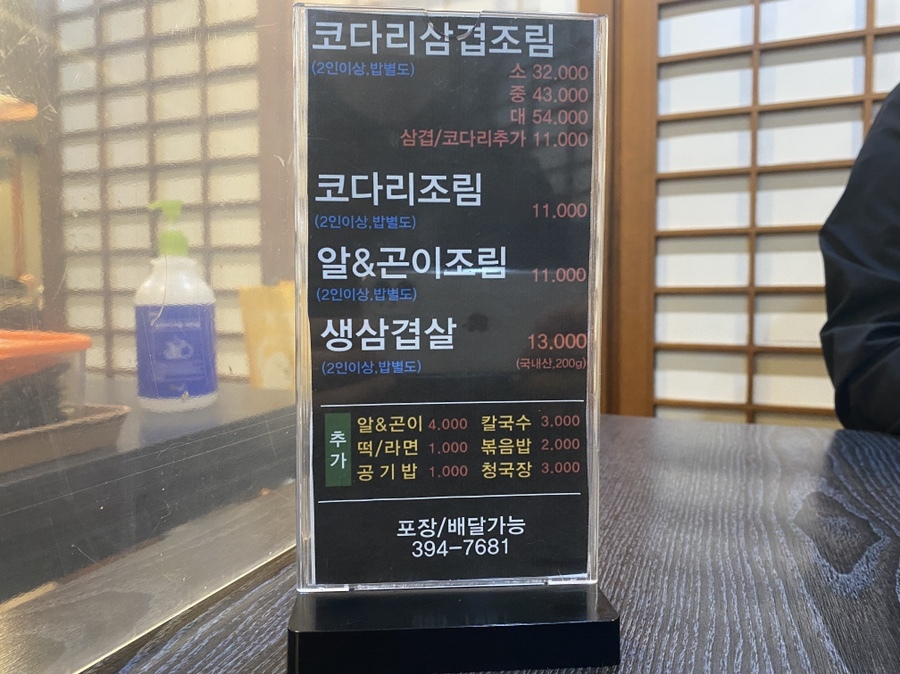 코다리삼겹조림
(2인이상,밥별도)
소 32.000
중 43.000
대 54.000
삼겹/코다리추가 11.000
코다리조림
11.000
(2인이상,밥별도)
알&곤이조림
11.000
(2인이상,밥별도)
생삼겹살
13.000
(2인이상,밥별도)
(국내산,200g)
추가
알&곤이 4.000 칼국수 3.000
떡/라면 1.000 볶음밥 2.000
공기밥 1.000 청국장 3.000
포장/배달가능
394-7681